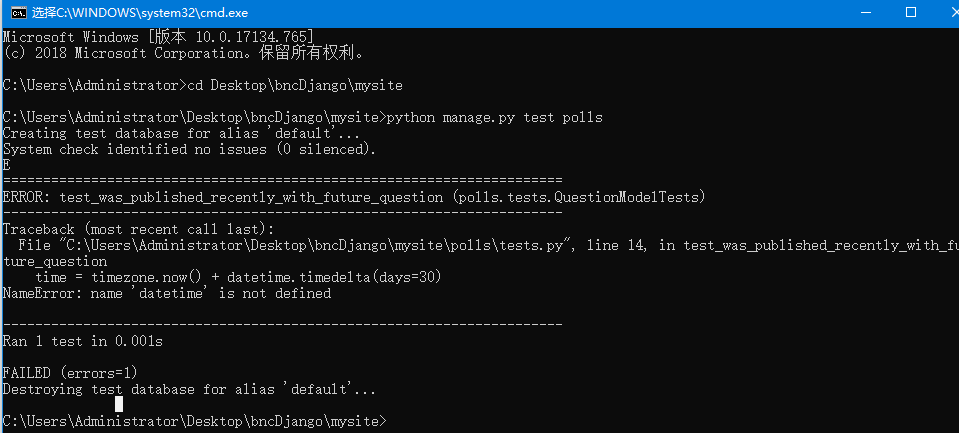 选择C:\WINDOWS\system32\cmd.exe
Microsoft Windows [版本 10.0.17134.765]
(c) 2018 Microsoft Corporation。保留所有权利。
C:\Users\Administrator>cd Desktop\bncDjango\mysite
C:\Users\Administrator\Desktop\bncDjango\mysite>python manage.py test polls
Creating test database for alias 'default'...
System check identified no issues (0 silenced).
E
======================================================================
ERROR: test_was_published_recently_with_future_question (polls.tests.QuestionModelTests)
----------------------------------------------------------------------
Traceback (most recent call last):
  File "C:\Users\Administrator\Desktop\bncDjango\mysite\polls\tests.py", line 14, in test_was_published_recently_with_fu
ture_question
    time = timezone.now() + datetime.timedelta(days=30)
NameError: name 'datetime' is not defined
----------------------------------------------------------------------
Ran 1 test in 0.001s
FAILED (errors=1)
Destroying test database for alias 'default'...
C:\Users\Administrator\Desktop\bncDjango\mysite>